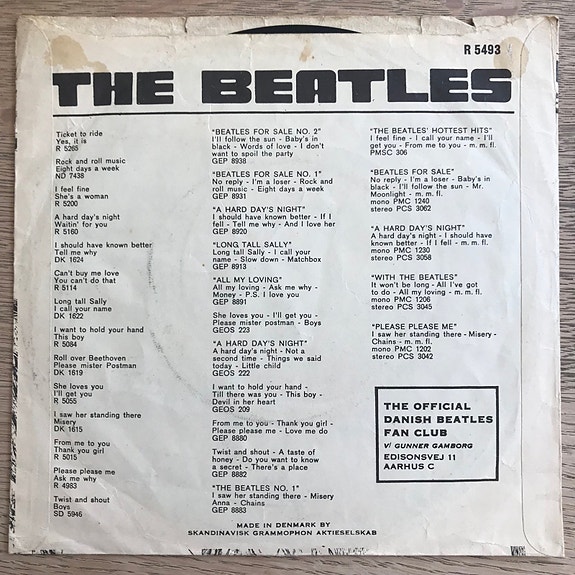 R 5493
THE BEATLES
Ticket to ride
Yes, it is
R 5265
Rock and roll music
Eight days a week
ND 7438
I feel fine
She's a woman
R 5200
A hard day's night
Waitin' for you
R 5160
I should have known better
Tell me why
DK 1624
Can't buy me love
You can't do that
R 5114
Long tall Sally
I call your name
DK 1622
I want to hold your hand
This boy
R 5084
Roll over Beethoven
Please mister Postman
DK 1619
She loves you
I'll get you
R 5055
I saw her standing there
Misery
DK 1615
From me to you
Thank you girl
R 5015
Please please me
Ask me why
R 4983
Twist and shout
Boys
SD 5946
"BEATLES FOR SALE NO. 2"
I'll follow the sun - Baby's in
black - Words of love - I don't
want to spoil the party
GEP 8938
"BEATLES FOR SALE NO. 1"
No reply - I'm a loser - Rock and
roll music - Eight days a week
GEP 8931
"A HARD DAY'S NIGHT"
I should have known better - If I
fell - Tell me why - And I love her
GEP 8920
"LONG TALL SALLY"
Long tall Sally - I call your
name - Slow down - Matchbox
GEP 8913
"ALL MY LOVING"
All my loving - Ask me why -
Money - P.S. I love you
GEP 8891
She loves you - I'll get you -
Please mister postman - Boys
GEOS 223
"A HARD DAY'S NIGHT"
A hard day's night - Not a
second time - Things we said
today - Little child
GEOS 222
I want to hold your hand -
Till there was you - This boy -
Devil in her heart
GEOS 209
From me to you - Thank you girl -
Please please me - Love me do
GEP 8880
Twist and shout - A taste of
honey - Do you want to know
a secret - There's a place
GEP 8882
"THE BEATLES NO. 1"
I saw her standing there - Misery
Anna - Chains
GEP 8883
"THE BEATLES' HOTTEST HITS"
I feel fine - I call your name - I'll
get you - From me to you - m. m. fl.
PMSC 306
"BEATLES FOR SALE"
No reply - I'm a loser - Baby's in
black - I'll follow the sun - Mr.
Moonlight - m. m. fl.
mono PMC 1240
stereo PCS 3062
"A HARD DAY'S NIGHT"
A hard day's night - I should have
known better - If I fell - m. m. fl.
mono PMC 1230
stereo PCS 3058
"WITH THE BEATLES"
It won't be long - All I've got
to do - All my loving - m. m. fl.
mono PMC 1206
stereo PCS 3045
"PLEASE PLEASE ME"
I saw her standing there - Misery -
Chains - m. m. fl.
mono PMC 1202
stereo PCS 3042
THE OFFICIAL
DANISH BEATLES
FAN CLUB
V/ GUNNER GAMBORG
EDISONSVEJ 11
AARHUS C
MADE IN DENMARK BY
SKANDINAVISK GRAMMOPHON AKTIESELSKAB